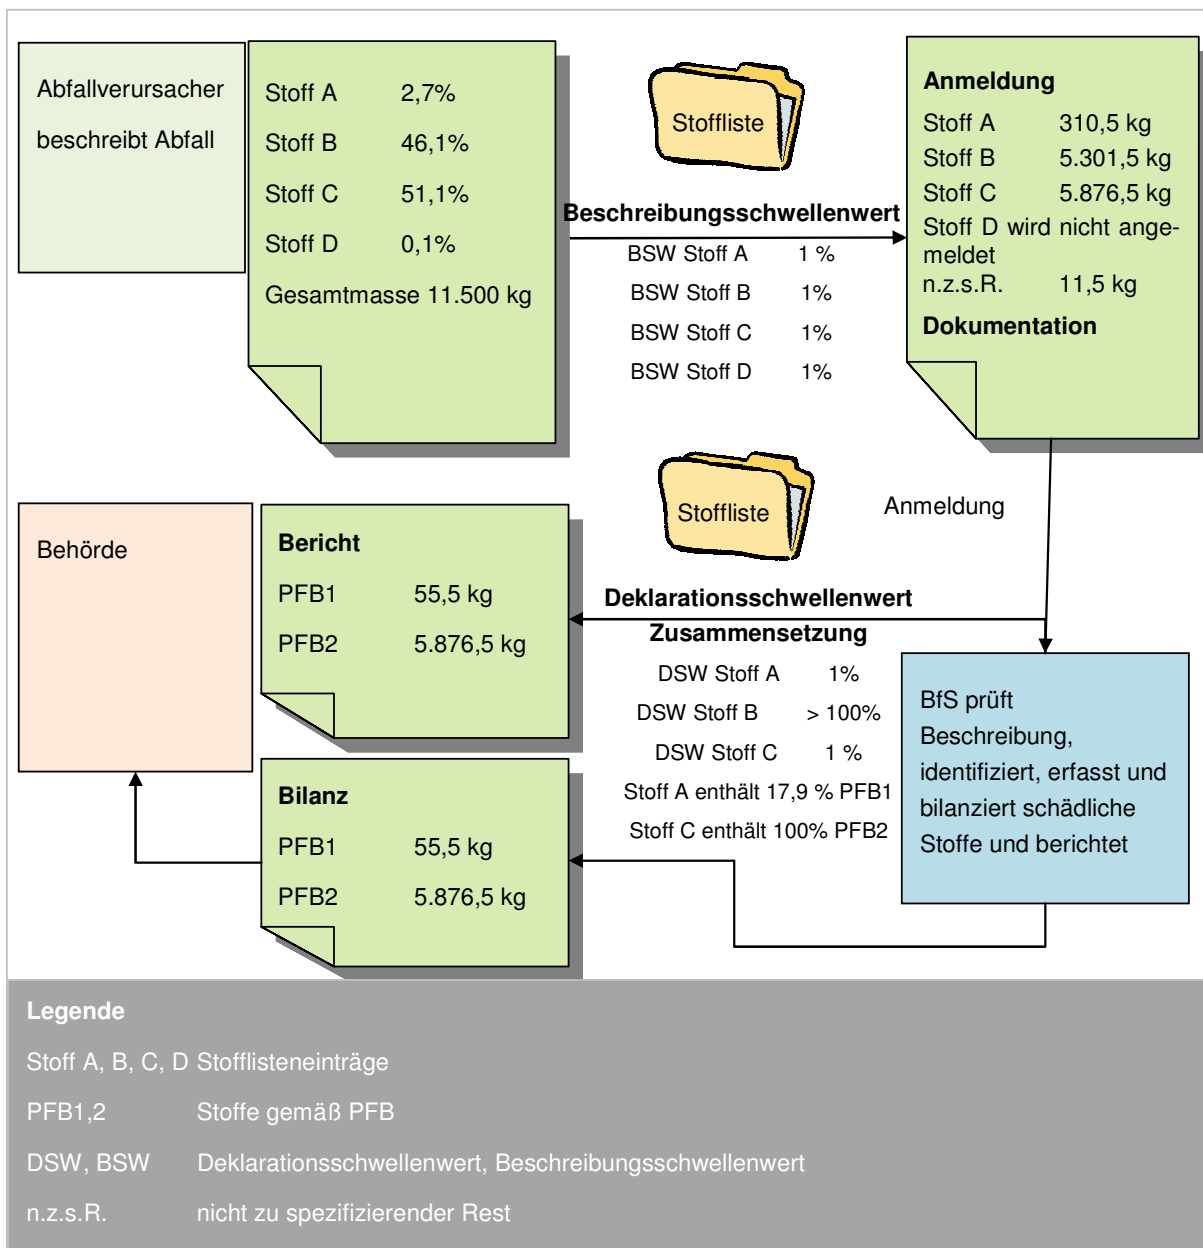 Abfallverursacher
beschreibt Abfall
Stoff A 2,7%
Stoff B 46,1%
Stoff C 51,1%
Stoff D 0,1%
Gesamtmasse 11.500 kg
Stoffliste
Beschreibungsschwellenwert
BSW Stoff A 1 %
BSW Stoff B 1%
BSW Stoff C 1%
BSW Stoff D 1%
Anmeldung
Stoff A 310,5 kg
Stoff B 5.301,5 kg
Stoff C 5.876,5 kg
Stoff D wird nicht ange-
meldet
n.z.s.R. 11,5 kg
Dokumentation
Anmeldung
Stoffliste
Behörde
Bericht
PFB1 55,5 kg
PFB2 5.876,5 kg
Deklarationsschwellenwert
Zusammensetzung
DSW Stoff A 1%
DSW Stoff B > 100%
DSW Stoff C 1 %
Stoff A enthält 17,9 % PFB1
Stoff C enthält 100% PFB2
BfS prüft
Beschreibung,
identifiziert, erfasst und
bilanziert schädliche
Stoffe und berichtet
Bilanz
PFB1 55,5 kg
PFB2 5.876,5 kg
Legende
Stoff A, B, C, D Stofflisteneinträge
PFB1,2 Stoffe gemäß PFB
DSW, BSW Deklarationsschwellenwert, Beschreibungsschwellenwert
n.z.s.R. nicht zu spezifizierender Rest